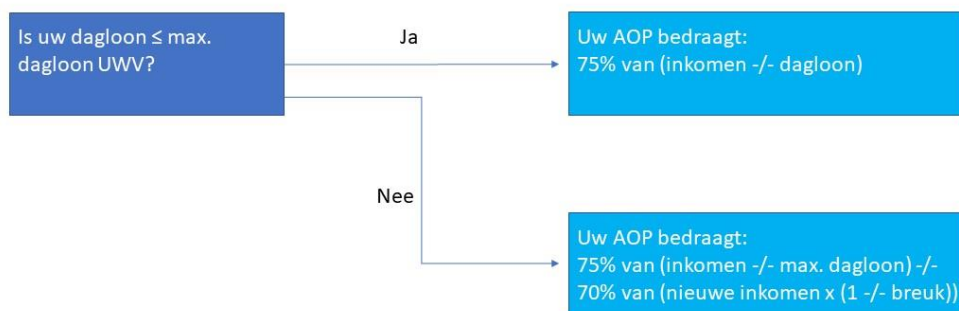 Is uw dagloon ≤ max.
dagloon UWV?
Ja
Uw AOP bedraagt:
75% van (inkomen -/- dagloon)
Nee
Uw AOP bedraagt:
75% van (inkomen -/- max. dagloon) -/-
70% van (nieuwe inkomen x (1 -/- breuk))